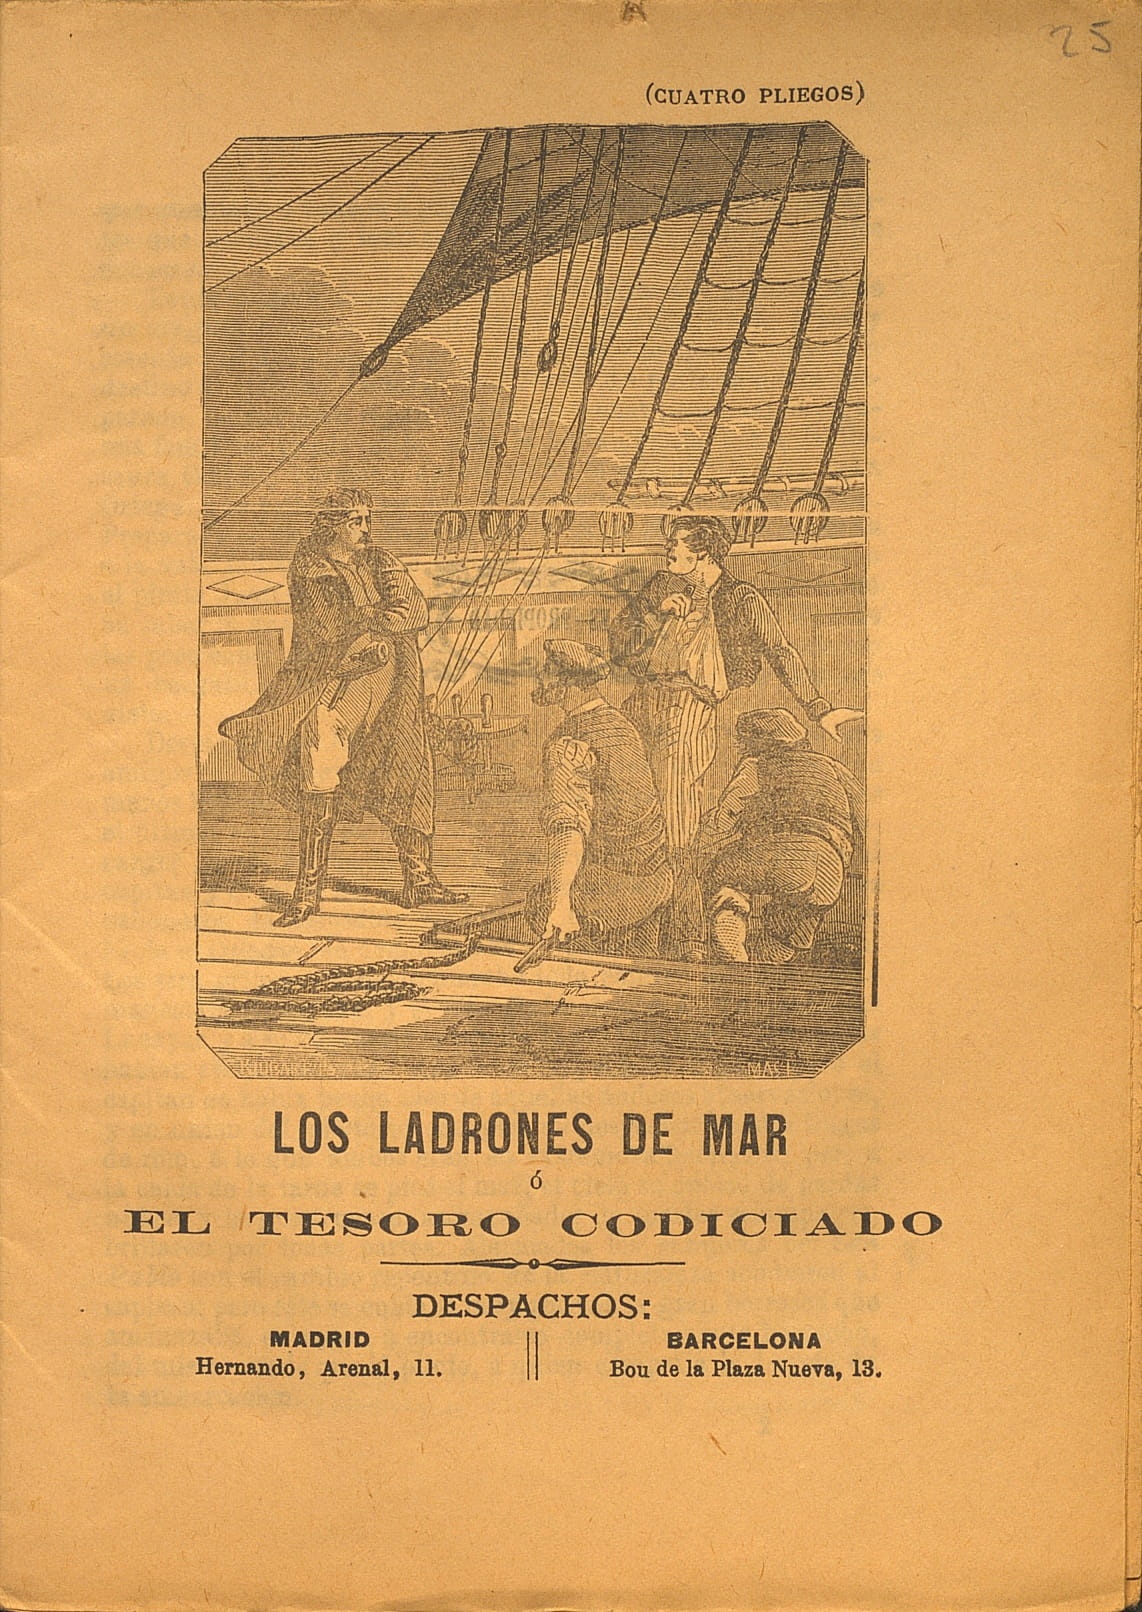 25
(CUATRO PLIEGOS)
LOS LADRONES DE MAR
ó
EL TESORO CODICIADO
DESPACHOS:
MADRID
Hernando, Arenal, 11.
BARCELONA
Bou de la Plaza Nueva, 13.